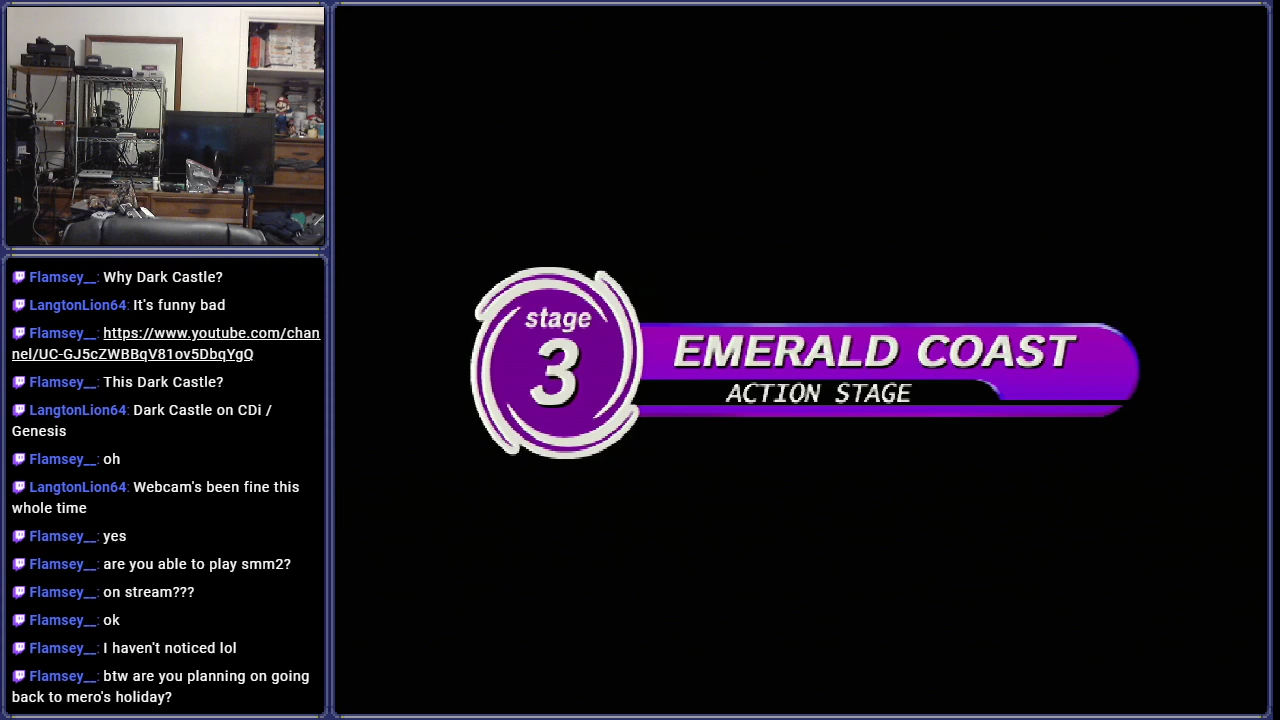 Flamsey__: Why Dark Castle?
LangtonLion64: It's funny bad
Flamsey__: https://www.youtube.com/chan
nel/UC-GJ5cZWBBqV81ov5DbqYgQ
Flamsey__: This Dark Castle?
LangtonLion64: Dark Castle on CDi /
Genesis
Flamsey__: oh
LangtonLion64: Webcam's been fine this
whole time
Flamsey__: yes
Flamsey__: are you able to play smm2?
Flamsey__: on stream???
Flamsey__: ok
Flamsey__: I haven't noticed lol
Flamsey__: btw are you planning on going
back to mero's holiday?
stage
3
EMERALD COAST
ACTION STAGE